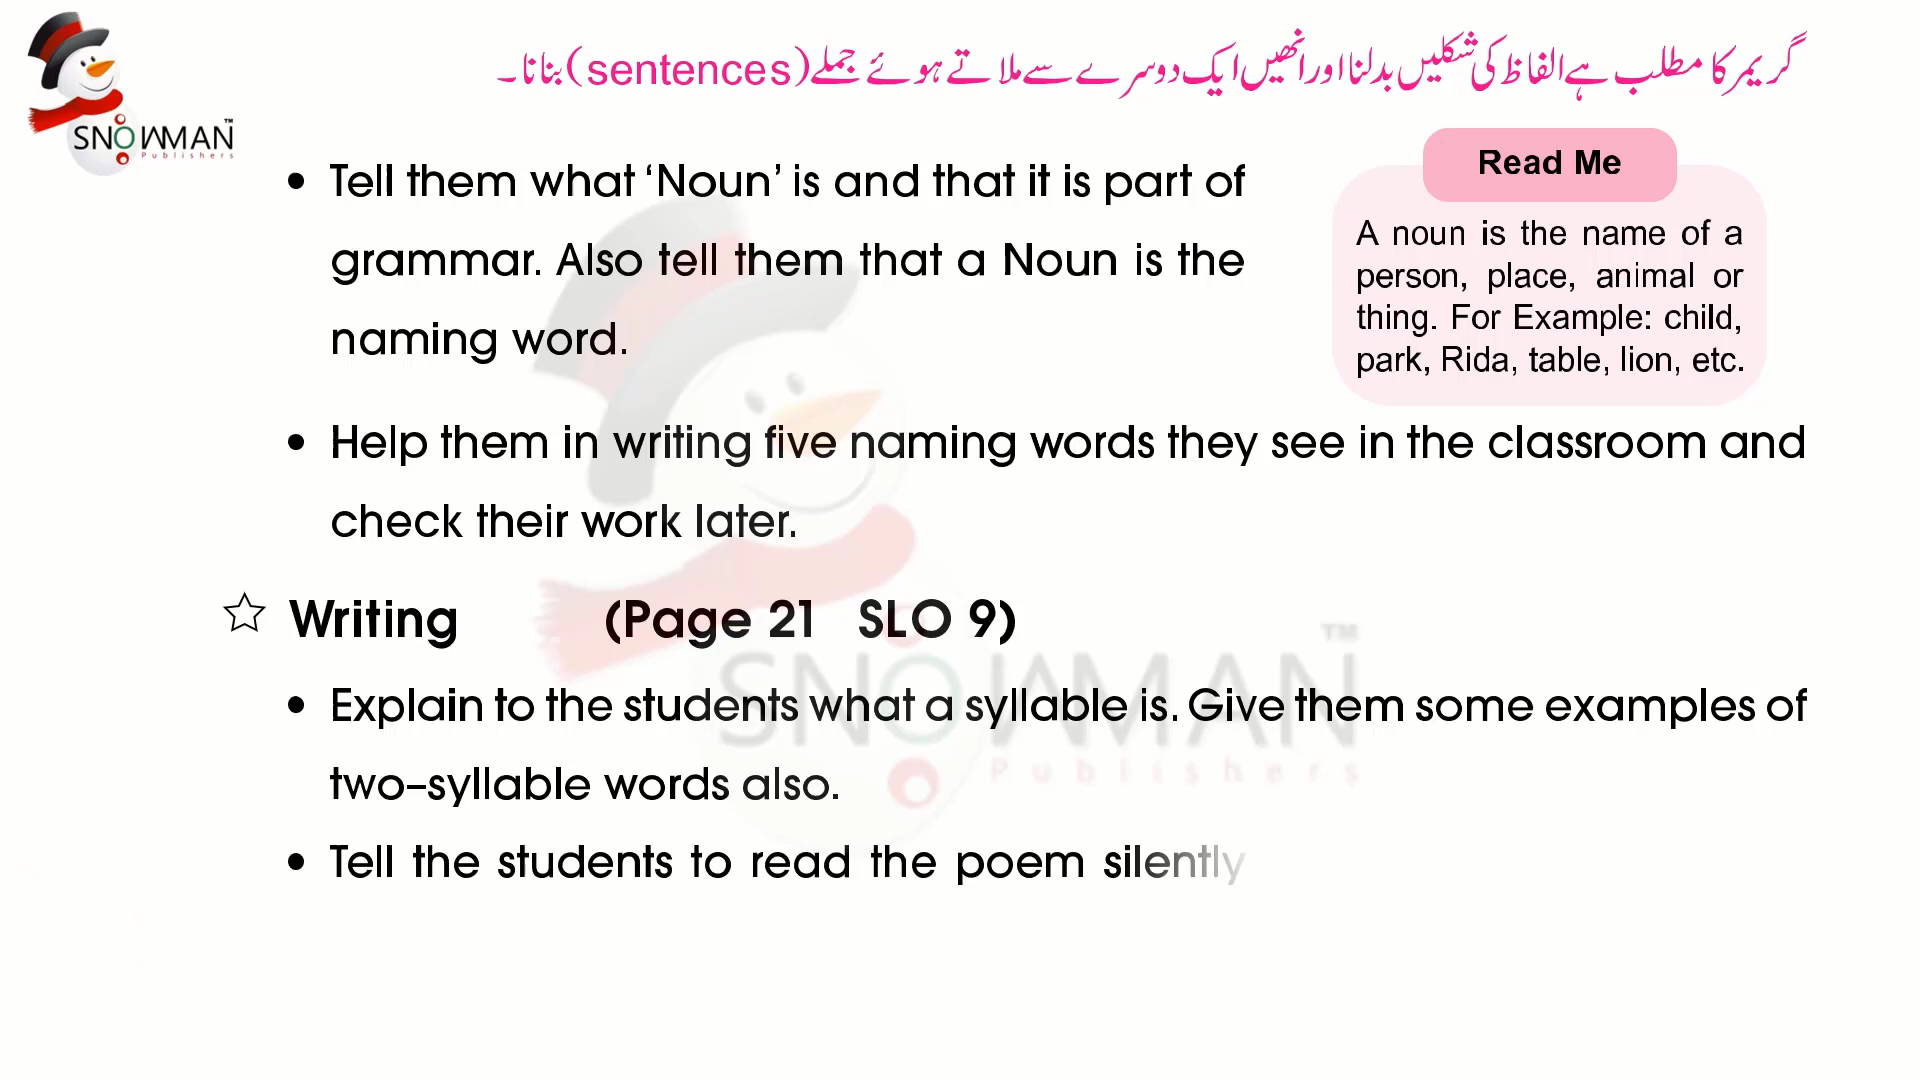 گریمر کا مطلب ہے الفاظ کی شکلیں بدلنا اور انھیں ایک دوسرے سے ملاتے ہوئے جملے (sentences) بنانا۔
SNOWMAN™
Publishers
• Tell them what ‘Noun’ is and that it is part of
grammar. Also tell them that a Noun is the
naming word.
Read Me
A noun is the name of a
person, place, animal or
thing. For Example: child,
park, Rida, table, lion, etc.
• Help them in writing five naming words they see in the classroom and
check their work later.
☆ Writing (Page 21 SLO 9)
• Explain to the students what a syllable is. Give them some examples of
two–syllable words also.
• Tell the students to read the poem silently
SNOWMAN™
Publishers